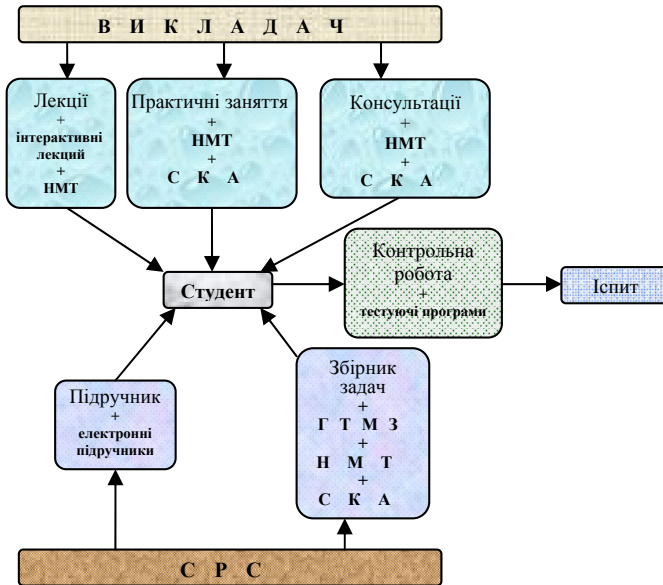 В И К Л А Д А Ч
Лекції
+
інтерактивні
лекций
+
НМТ
Практичні заняття
+
НМТ
+
С К А
Консультації
+
НМТ
+
С К А
Студент
Контрольна
робота
+
тестуючі програми
Іспит
Підручник
+
електронні
підручники
Збірник
задач
+
Г Т М З
+
Н М Т
+
С К А
С Р С